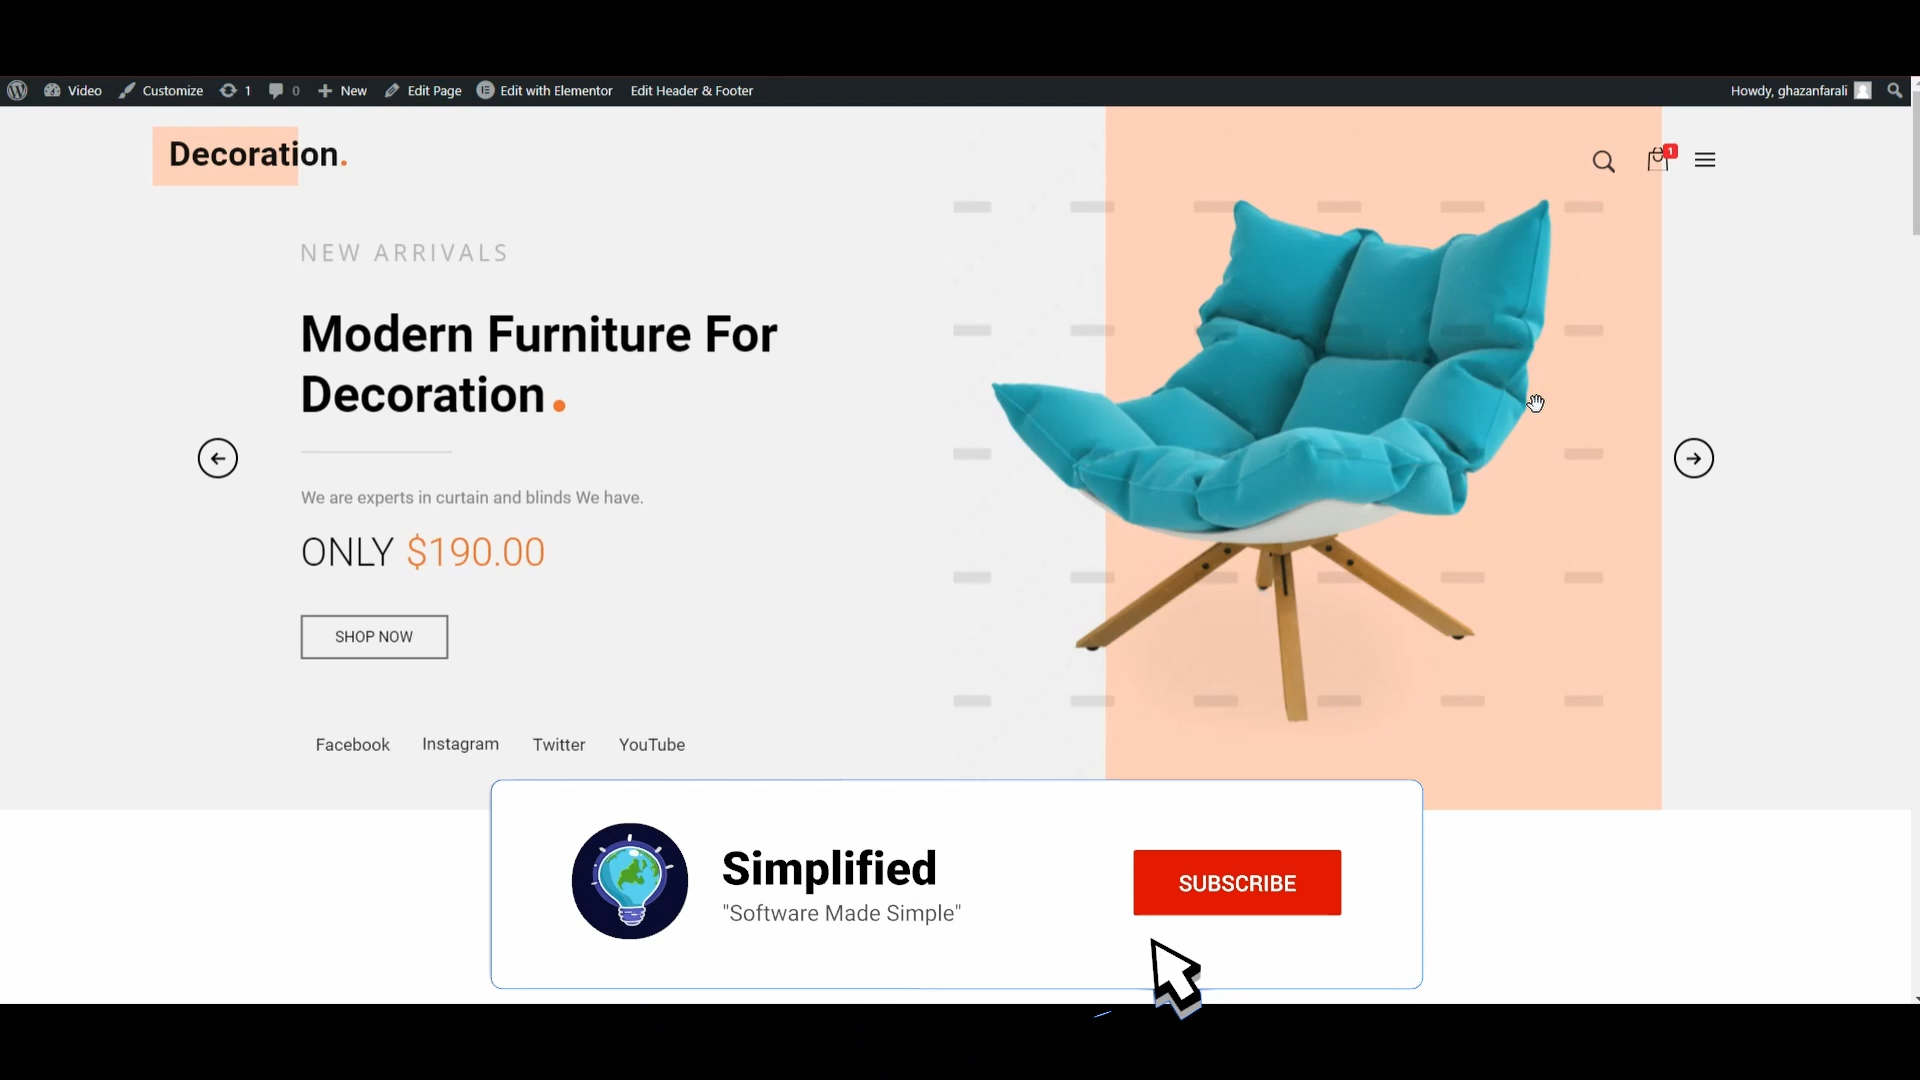 Video Customize 1 0 New Edit Page Edit with Elementor Edit Header & Footer Howdy, ghazanfarali
Decoration.
1
NEW ARRIVALS
Modern Furniture For
Decoration.
We are experts in curtain and blinds We have.
ONLY $190.00
SHOP NOW
Facebook Instagram Twitter YouTube
Simplified
"Software Made Simple"
SUBSCRIBE